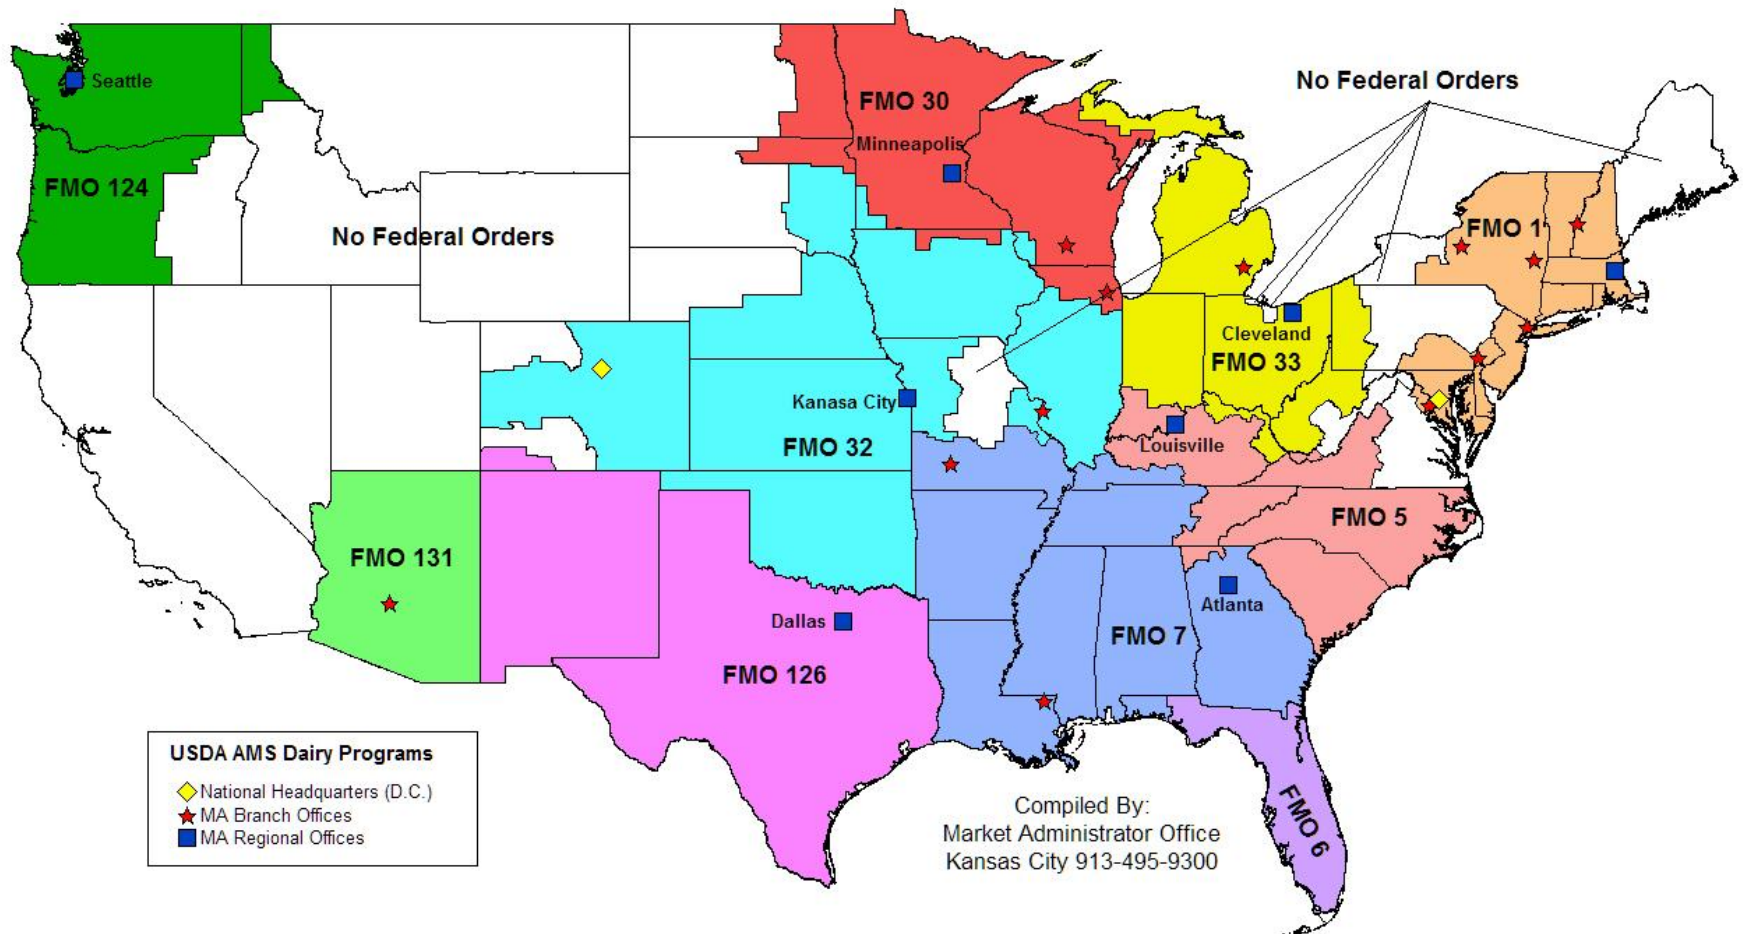 No Federal Orders
Seattle
FMO 30
Minneapolis
FMO 124
No Federal Orders
FMO 1
Cleveland
FMO 33
Kanasa City
FMO 32
Louisville
FMO 5
FMO 131
Atlanta
Dallas
FMO 7
FMO 126
FMO 6
USDA AMS Dairy Programs
National Headquarters (D.C.)
MA Branch Offices
MA Regional Offices
Compiled By:
Market Administrator Office
Kansas City 913-495-9300